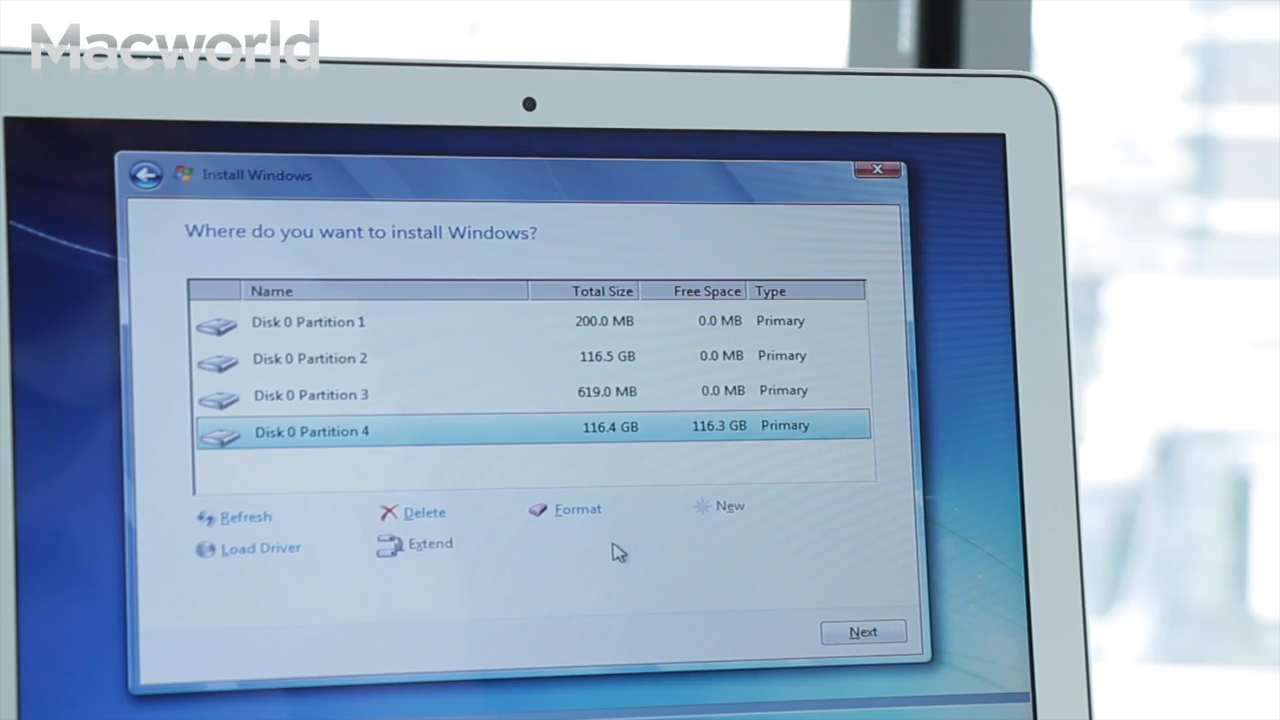 Macworld
Install Windows
Where do you want to install Windows?
Name Total Size Free Space Type
Disk 0 Partition 1 200.0 MB 0.0 MB Primary
Disk 0 Partition 2 116.5 GB 0.0 MB Primary
Disk 0 Partition 3 619.0 MB 0.0 MB Primary
Disk 0 Partition 4 116.4 GB 116.3 GB Primary
Refresh Delete Format New
Load Driver Extend
Next